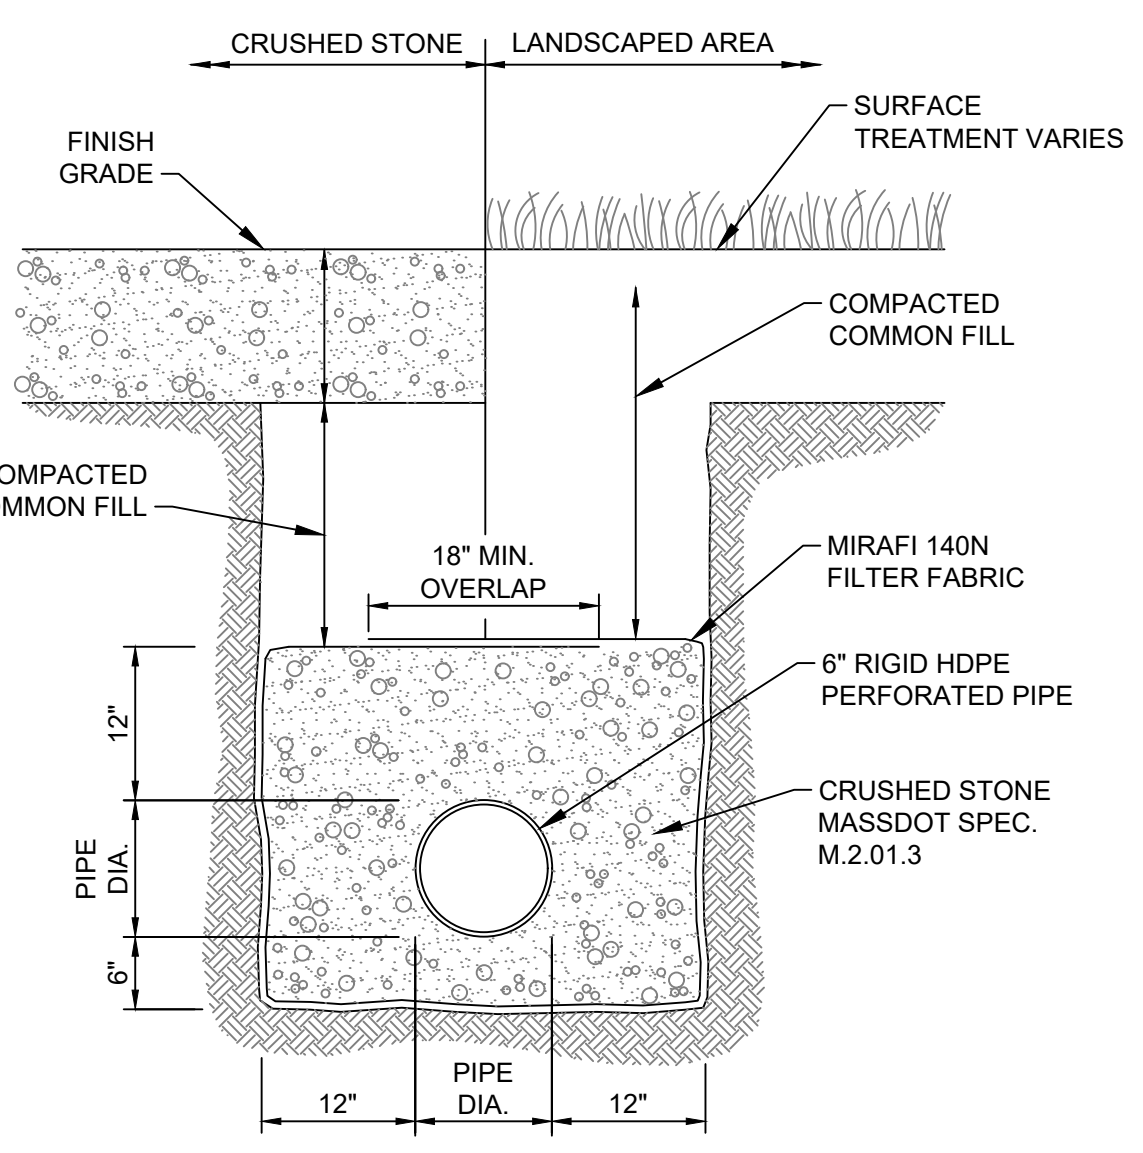 CRUSHED STONE
LANDSCAPED AREA
SURFACE
TREATMENT VARIES
FINISH
GRADE
COMPACTED
COMMON FILL
OMPACTED
OMMON FILL
18" MIN.
OVERLAP
MIRAFI 140N
FILTER FABRIC
6" RIGID HDPE
PERFORATED PIPE
12"
CRUSHED STONE
MASSDOT SPEC.
M.2.01.3
PIPE
DIA.
6"
12"
PIPE
DIA.
12"